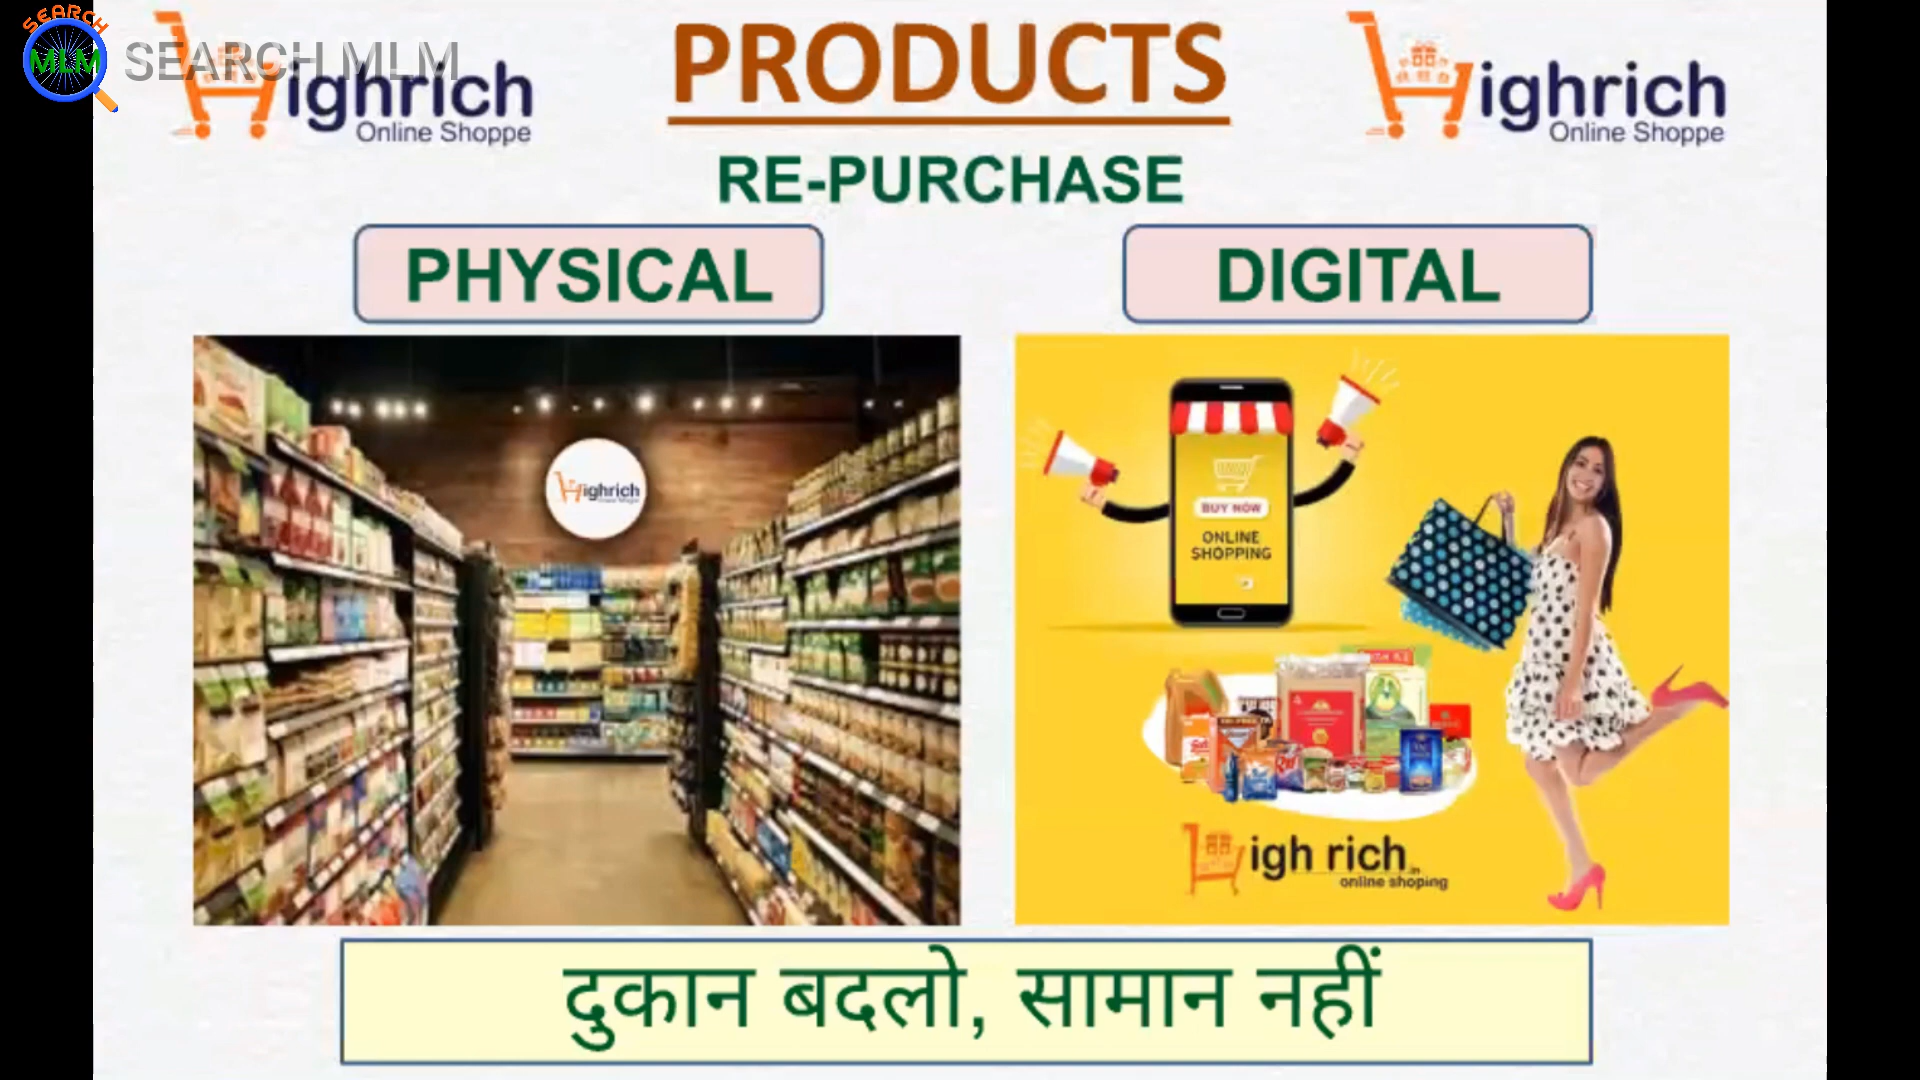 SEARCH
MLM
SEARCH MLM
Highrich
Online Shoppe
PRODUCTS
Highrich
Online Shoppe
RE-PURCHASE
PHYSICAL
DIGITAL
Highrich
BUY NOW
ONLINE
SHOPPING
High rich.in
online shoping
दुकान बदलो, सामान नहीं